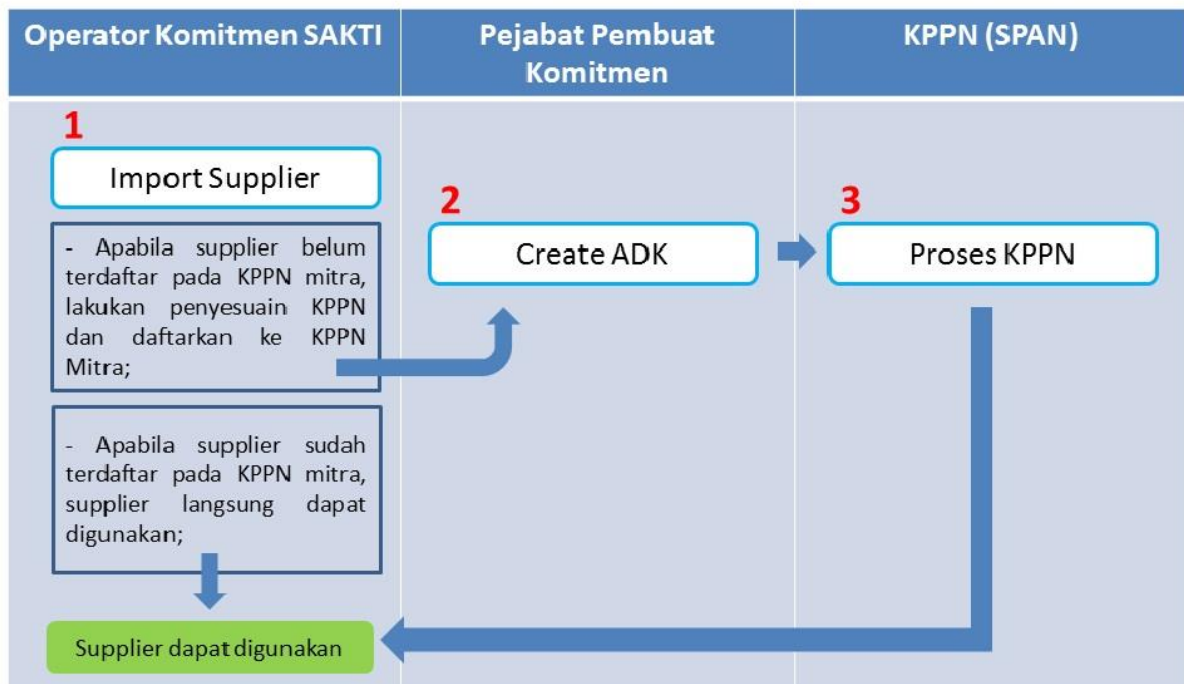 Operator Komitmen SAKTI
Pejabat Pembuat
Komitmen
KPPN (SPAN)
1
Import Supplier
- Apabila supplier belum
terdaftar pada KPPN mitra,
lakukan penyesuain KPPN
dan daftarkan ke KPPN
Mitra;
- Apabila supplier sudah
terdaftar pada KPPN mitra,
supplier langsung dapat
digunakan;
Supplier dapat digunakan
2
Create ADK
3
Proses KPPN